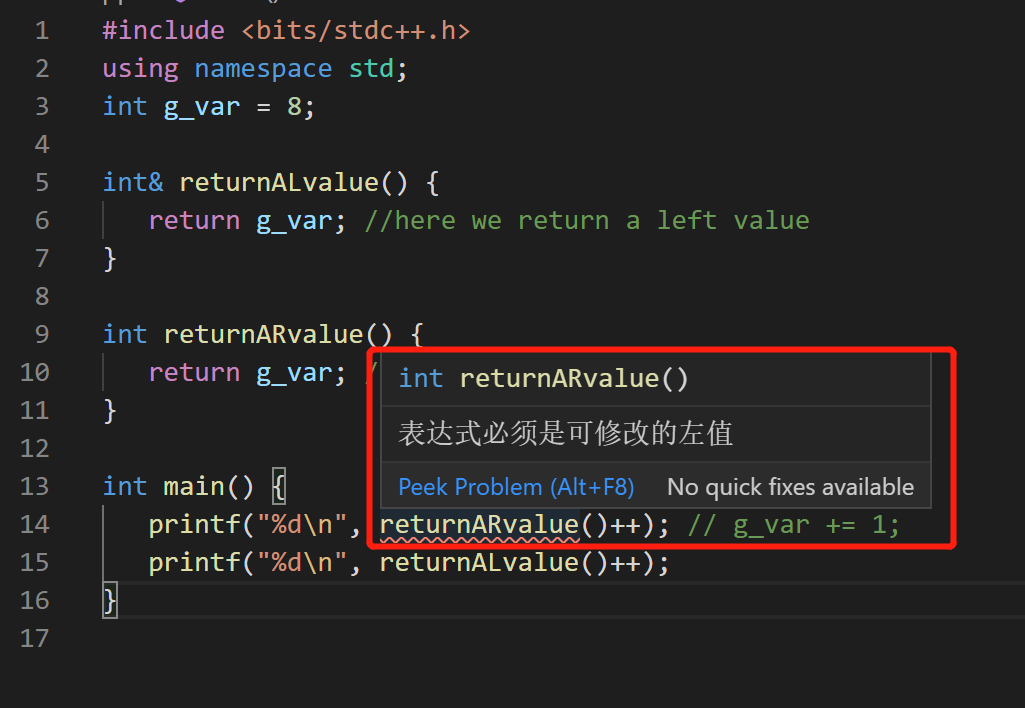 1 #include <bits/stdc++.h>
2 using namespace std;
3 int g_var = 8;
4
5 int& returnALvalue() {
6 return g_var; //here we return a left value
7 }
8
9 int returnARvalue() {
10 return g_var; /
11 }
12
13 int main() {
14 printf("%d\n", returnARvalue()++); // g_var += 1;
15 printf("%d\n", returnALvalue()++);
16 }
17
int returnARvalue()
表达式必须是可修改的左值
Peek Problem (Alt+F8) No quick fixes available